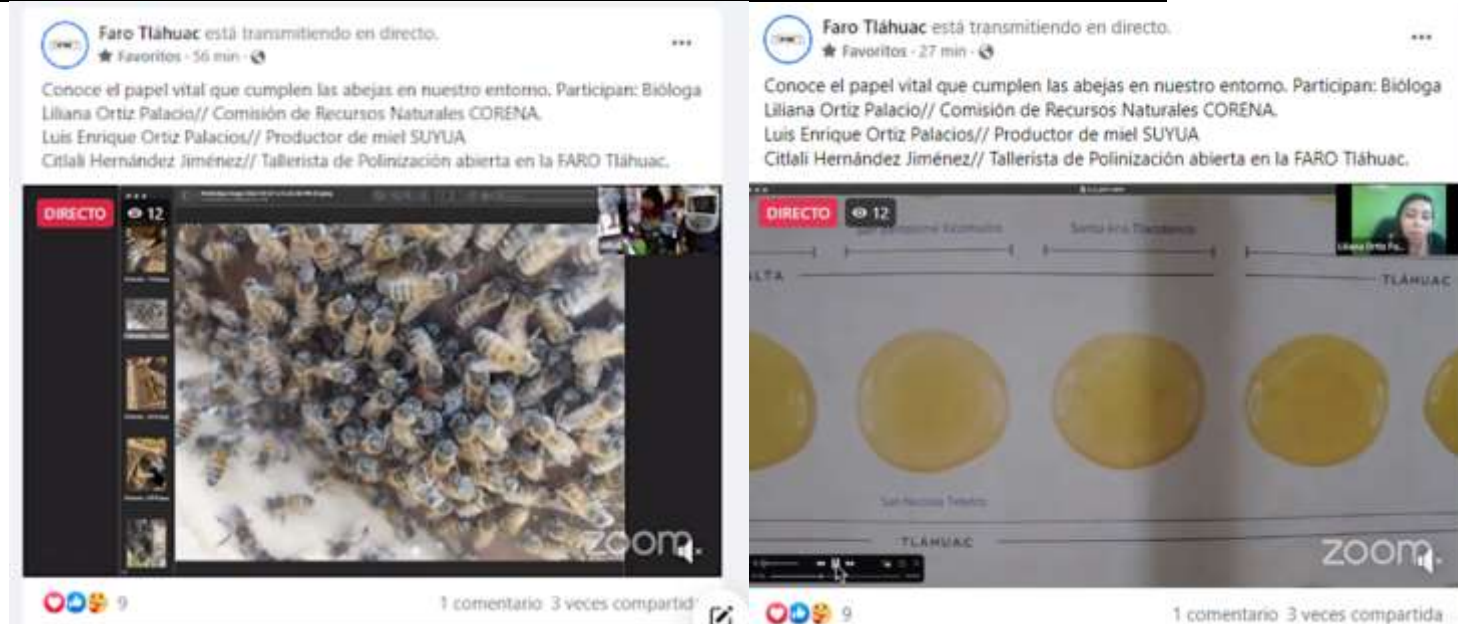 Faro Tláhuac está transmitiendo en directo.
Favoritos · 56 min ·
Conoce el papel vital que cumplen las abejas en nuestro entorno. Participan: Bióloga
Liliana Ortiz Palacio// Comisión de Recursos Naturales CORENA.
Luis Enrique Ortiz Palacios// Productor de miel SUYUA
Citlali Hernández Jiménez// Tallerista de Polinización abierta en la FARO Tláhuac.
DIRECTO 12
zoom
9
1 comentario 3 veces compartid
Faro Tláhuac está transmitiendo en directo.
Favoritos · 27 min ·
Conoce el papel vital que cumplen las abejas en nuestro entorno. Participan: Bióloga
Liliana Ortiz Palacio// Comisión de Recursos Naturales CORENA.
Luis Enrique Ortiz Palacios// Productor de miel SUYUA
Citlali Hernández Jiménez// Tallerista de Polinización abierta en la FARO Tláhuac.
DIRECTO 12
Liliana Ortiz Pa...
Santa Ana
LTA
TLÁHUAC
San Nicolás Tetelco
TLÁHUAC
zoom
9
1 comentario 3 veces compartida